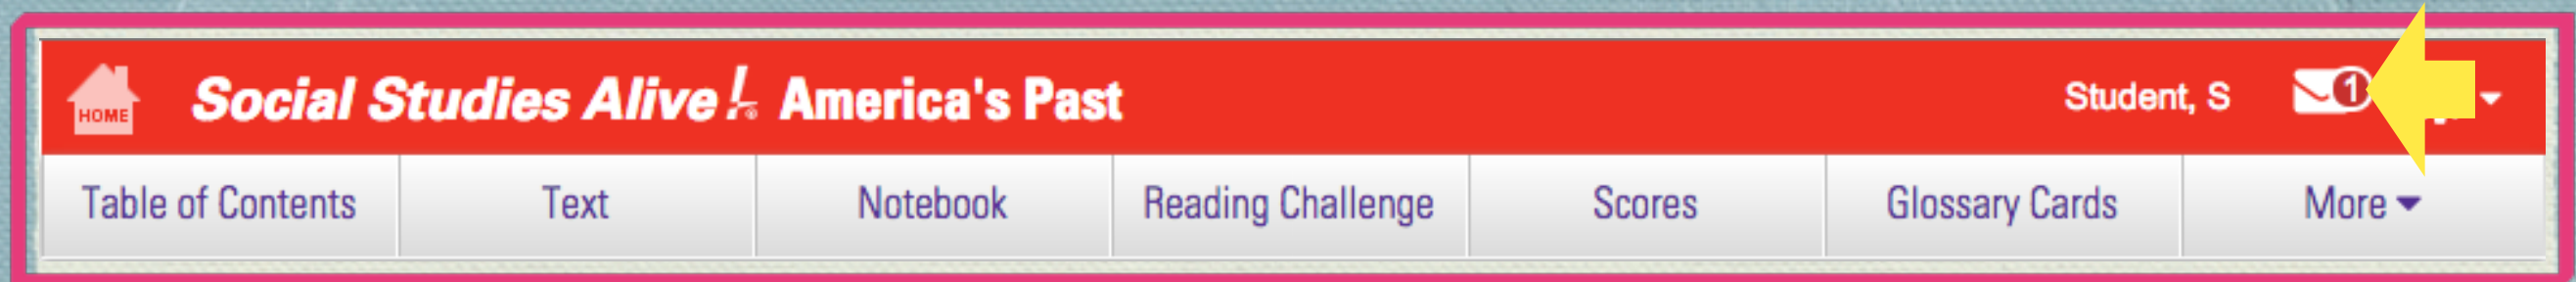 HOME Social Studies Alive! America's Past Student, S 1
Table of Contents Text Notebook Reading Challenge Scores Glossary Cards More